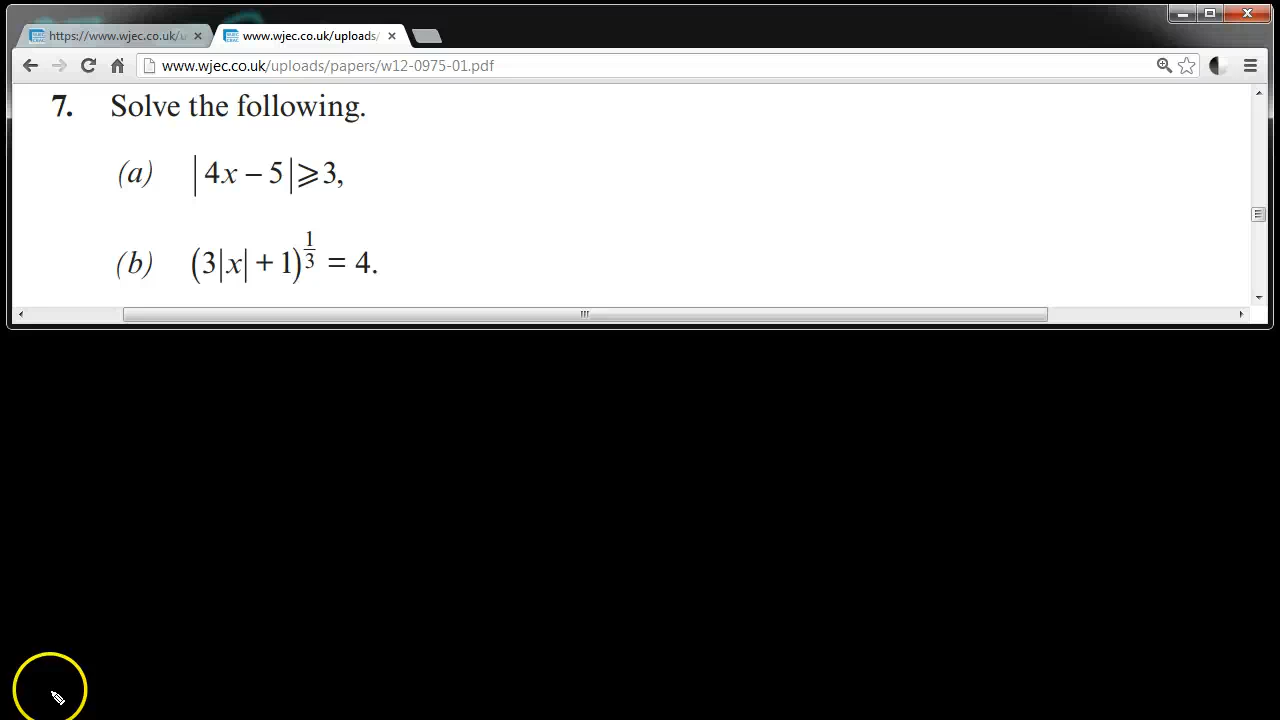 https://www.wjec.co.uk/u
www.wjec.co.uk/uploads/
www.wjec.co.uk/uploads/papers/w12-0975-01.pdf
7. Solve the following.
(a) |4x – 5| ⩾ 3,
(b) (3|x| + 1)^{1/3} = 4.